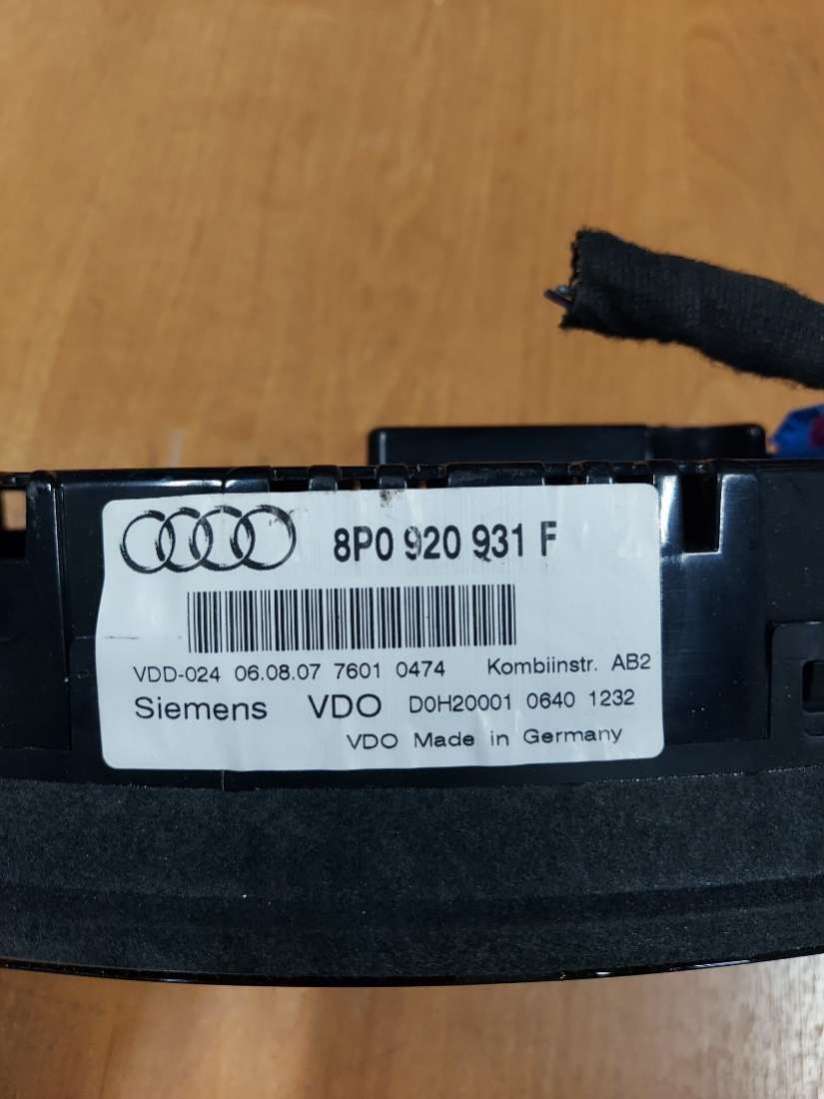 8P0 920 931 F
VDD-024 06.08.07 7601 0474 Kombiinstr. AB2
Siemens VDO D0H20001 0640 1232
VDO Made in Germany